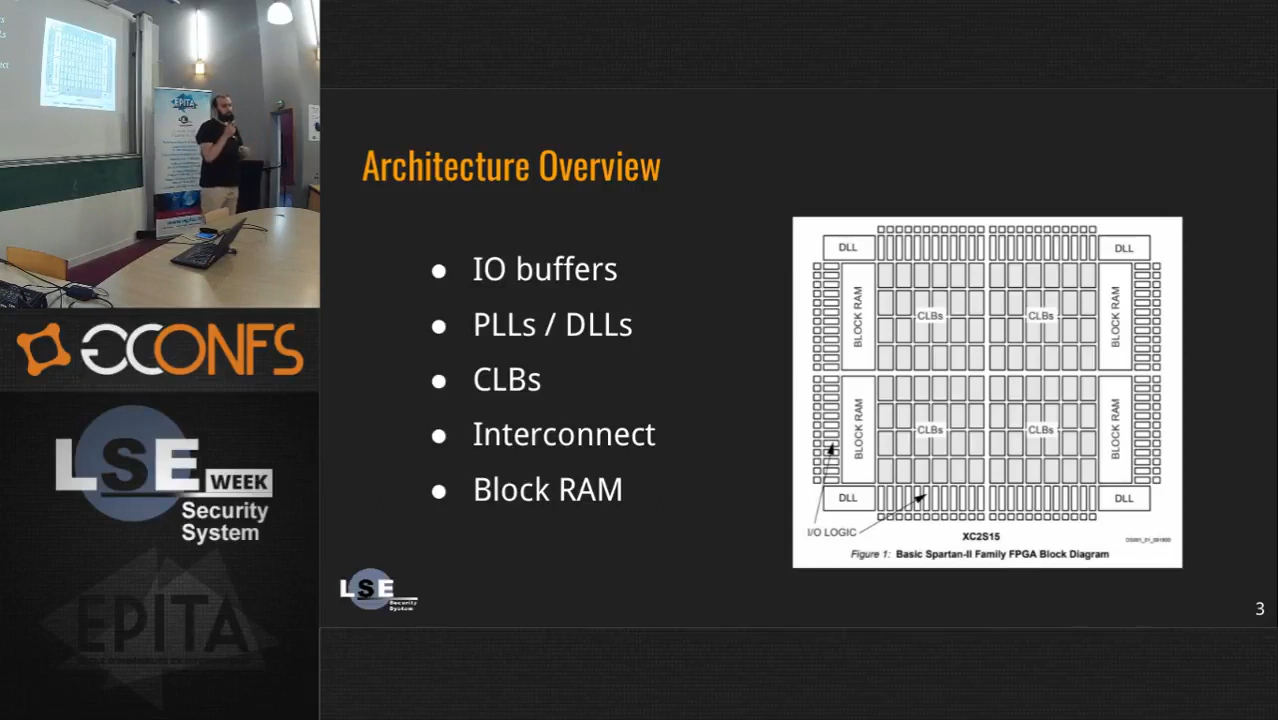 EPITA
GCONFS
LSE WEEK
Security
System
EPITA
Architecture Overview
● IO buffers
● PLLs / DLLs
● CLBs
● Interconnect
● Block RAM
DLL
DLL
BLOCK RAM
CLBs
CLBs
BLOCK RAM
BLOCK RAM
CLBs
CLBs
BLOCK RAM
DLL
DLL
I/O LOGIC
XC2S15
Figure 1: Basic Spartan-II Family FPGA Block Diagram
LSE
Security
System
3